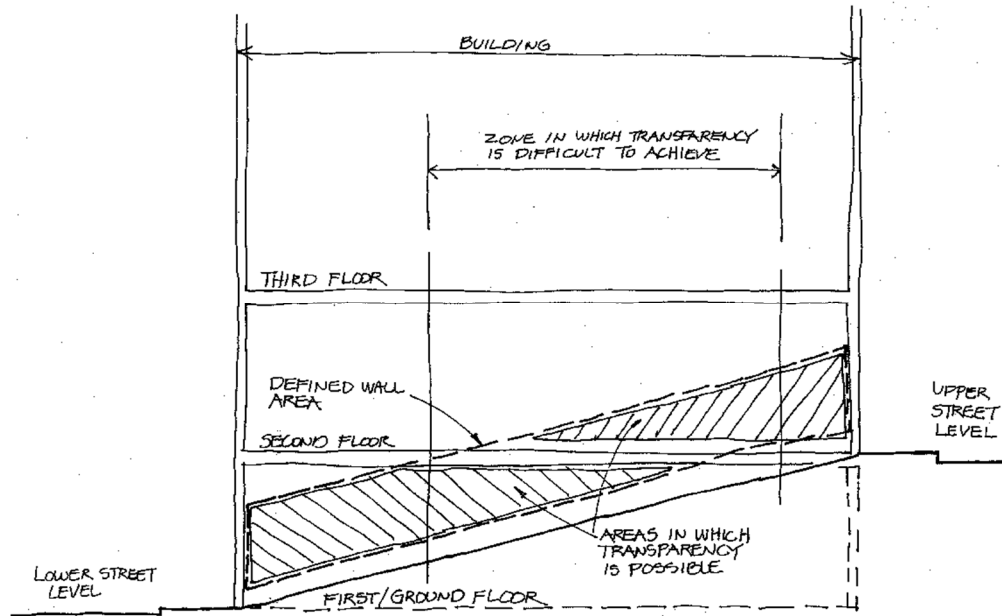 BUILDING
ZONE IN WHICH TRANSPARENCY
IS DIFFICULT TO ACHIEVE
THIRD FLOOR
DEFINED WALL
AREA
UPPER
STREET
LEVEL
SECOND FLOOR
AREAS IN WHICH
TRANSPARENCY
IS POSSIBLE
LOWER STREET
LEVEL
FIRST/GROUND FLOOR